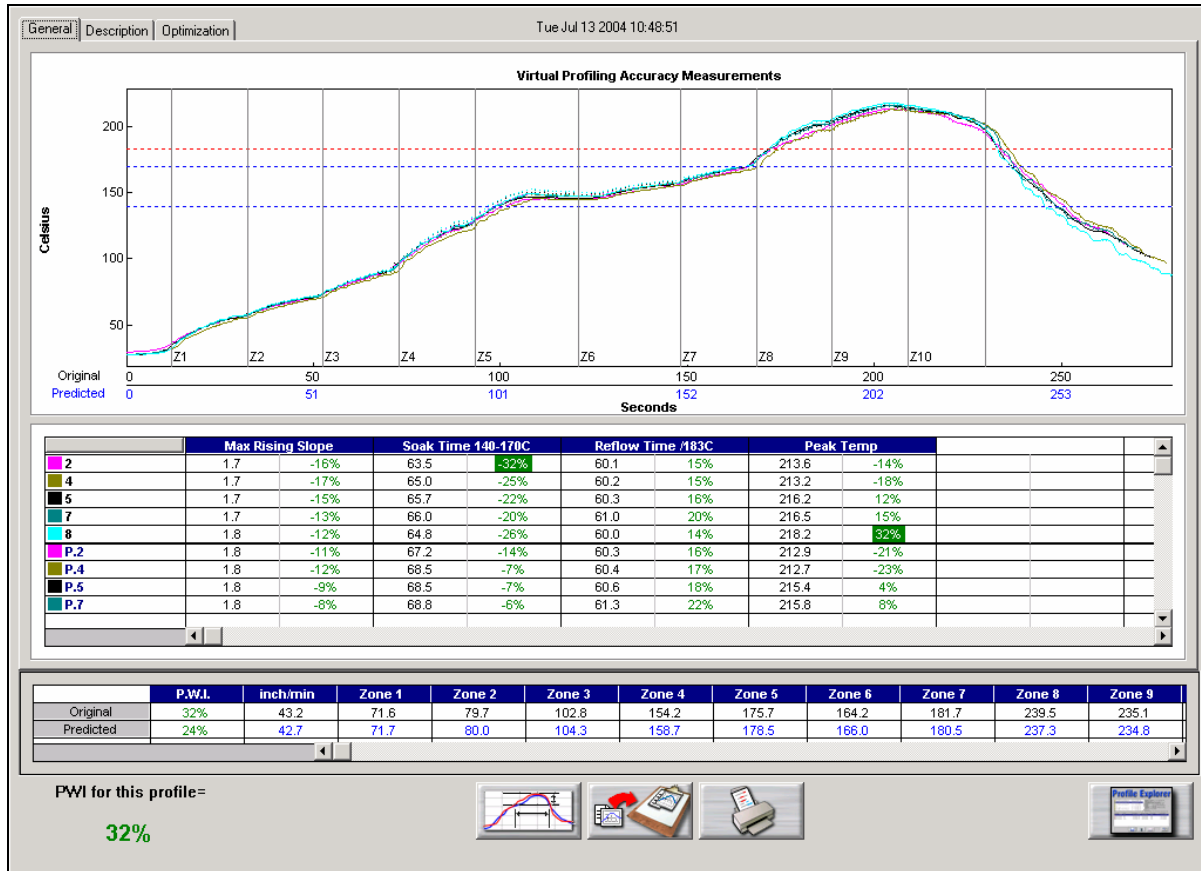 General Description Optimization Tue Jul 13 2004 10:48:51
Virtual Profiling Accuracy Measurements
Celsius
200
150
100
50
Z1 Z2 Z3 Z4 Z5 Z6 Z7 Z8 Z9 Z10
Original 0 50 100 150 200 250
Predicted 0 51 101 152 202 253
Seconds
Max Rising Slope Soak Time 140-170C Reflow Time /183C Peak Temp
2 1.7 -16% 63.5 -32% 60.1 15% 213.6 -14%
4 1.7 -17% 65.0 -25% 60.2 15% 213.2 -18%
5 1.7 -15% 65.7 -22% 60.3 16% 216.2 12%
7 1.7 -13% 66.0 -20% 61.0 20% 216.5 15%
8 1.8 -12% 64.8 -26% 60.0 14% 218.2 32%
P.2 1.8 -11% 67.2 -14% 60.3 16% 212.9 -21%
P.4 1.8 -12% 68.5 -7% 60.4 17% 212.7 -23%
P.5 1.8 -9% 68.5 -7% 60.6 18% 215.4 4%
P.7 1.8 -8% 68.8 -6% 61.3 22% 215.8 8%
P.W.I. inch/min Zone 1 Zone 2 Zone 3 Zone 4 Zone 5 Zone 6 Zone 7 Zone 8 Zone 9
Original 32% 43.2 71.6 79.7 102.8 154.2 175.7 164.2 181.7 239.5 235.1
Predicted 24% 42.7 71.7 80.0 104.3 158.7 178.5 166.0 180.5 237.3 234.8
PWI for this profile=
32%
Profile Explorer